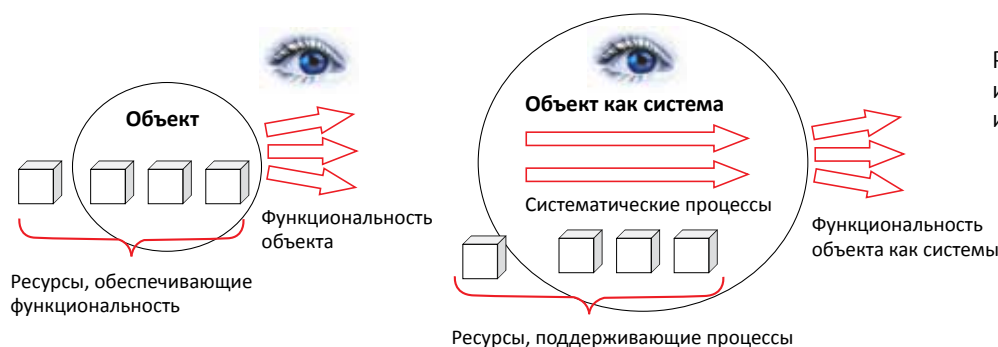 Объект
Функциональность
объекта
Ресурсы, обеспечивающие
функциональность
Объект как система
Систематические процессы
Функциональность
объекта как системы
Ресурсы, поддерживающие процессы